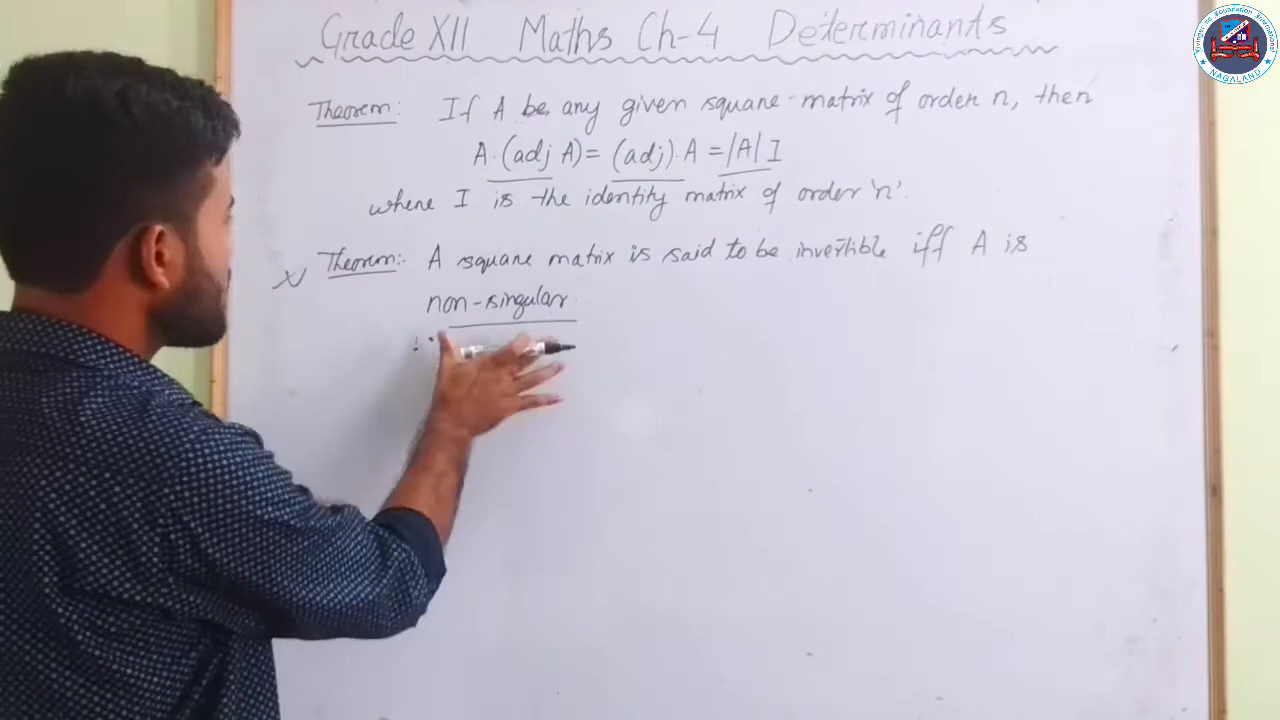 Grade XII Maths Ch-4 Determinants
Theorem: If A be any given square matrix of order n, then
A·(adj A) = (adj)·A = |A| I
where I is the identity matrix of order 'n'.
Theorem:- A square matrix is said to be invertible iff A is
non-singular
NAGALAND